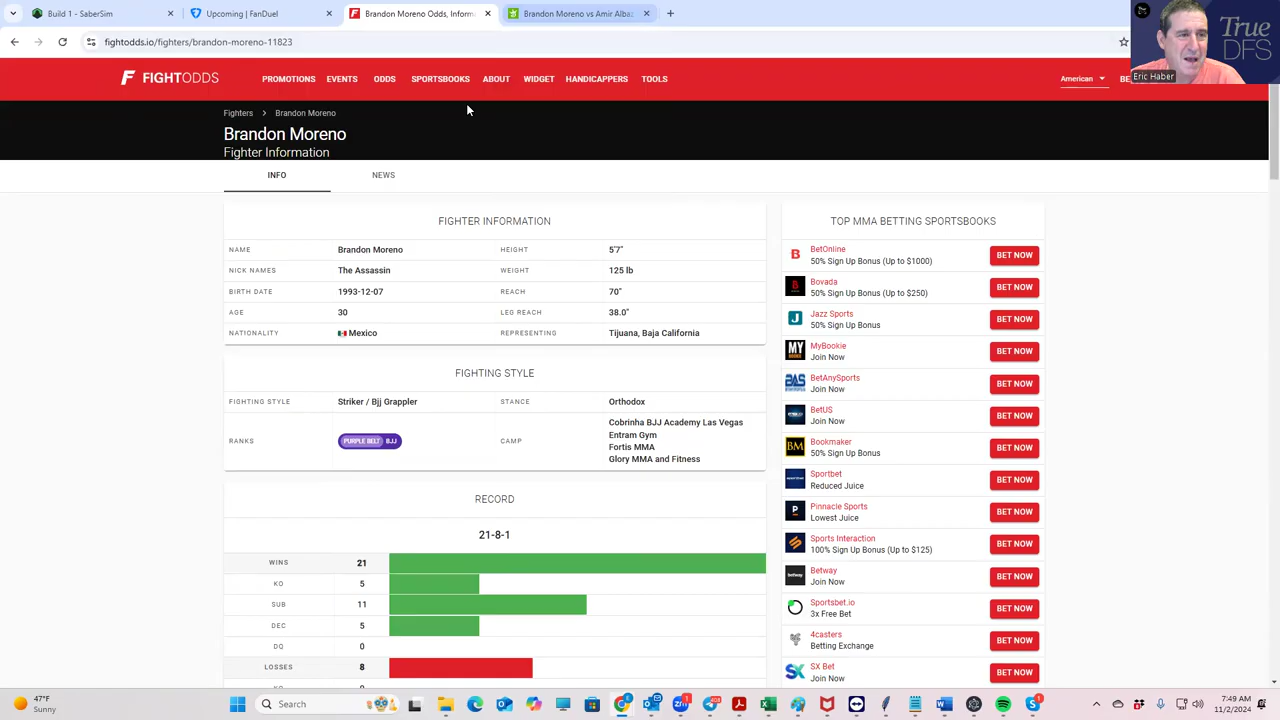 Build 1 - SaberSim
Upcoming | FanDuel
Brandon Moreno Odds, Inform
Brandon Moreno vs Amir Albaz
fightodds.io/fighters/brandon-moreno-11823
True
DFS
Eric Haber
FIGHTODDS
PROMOTIONS
EVENTS
ODDS
SPORTSBOOKS
ABOUT
WIDGET
HANDICAPPERS
TOOLS
American
BE
Fighters > Brandon Moreno
Brandon Moreno
Fighter Information
INFO
NEWS
FIGHTER INFORMATION
NAME Brandon Moreno HEIGHT 5'7"
NICK NAMES The Assassin WEIGHT 125 lb
BIRTH DATE 1993-12-07 REACH 70"
AGE 30 LEG REACH 38.0"
NATIONALITY Mexico REPRESENTING Tijuana, Baja California
FIGHTING STYLE
FIGHTING STYLE Striker / Bjj Grappler STANCE Orthodox
RANKS PURPLE BELT BJJ CAMP
Cobrinha BJJ Academy Las Vegas
Entram Gym
Fortis MMA
Glory MMA and Fitness
RECORD
21-8-1
WINS 21
KO 5
SUB 11
DEC 5
DQ 0
LOSSES 8
TOP MMA BETTING SPORTSBOOKS
B
BetOnline
50% Sign Up Bonus (Up to $1000)
BET NOW
Bovada
50% Sign Up Bonus (Up to $250)
BET NOW
Jazz Sports
50% Sign Up Bonus
BET NOW
MyBookie
Join Now
BET NOW
BetAnySports
Join Now
BET NOW
BetUS
Join Now
BET NOW
BM
Bookmaker
50% Sign Up Bonus
BET NOW
Sportbet
Reduced Juice
BET NOW
Pinnacle Sports
Lowest Juice
BET NOW
Sports Interaction
100% Sign Up Bonus (Up to $125)
BET NOW
Betway
Join Now
BET NOW
Sportsbet.io
3x Free Bet
BET NOW
4casters
Betting Exchange
BET NOW
SX Bet
Join Now
BET NOW
47°F
Sunny
Search
7:49 AM
11/2/2024